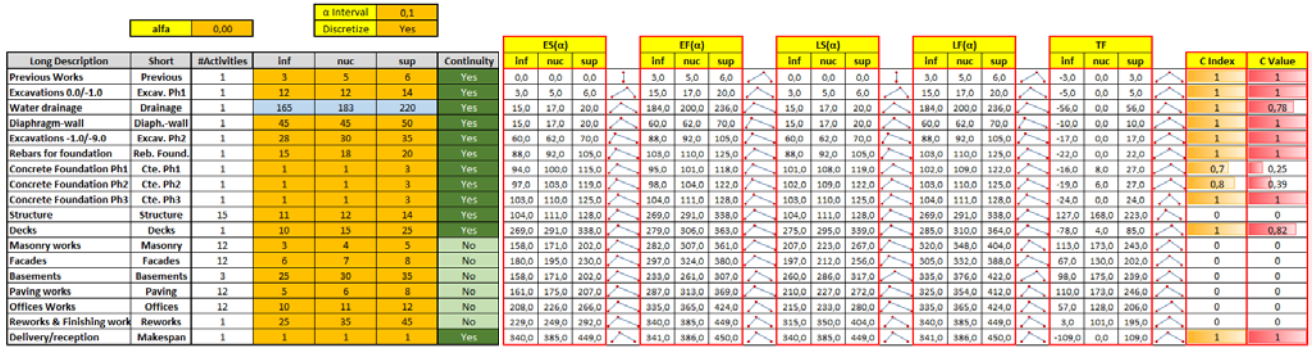 α Interval 0,1
alfa 0,00 Discretize Yes
ES(α) EF(α) LS(α) LF(α) TF
Long Description Short #Activities inf nuc sup Continuity inf nuc sup inf nuc sup inf nuc sup inf nuc sup inf nuc sup C Index C Value
Previous Works Previous 1 3 5 6 Yes 0,0 0,0 0,0 3,0 5,0 6,0 0,0 0,0 0,0 3,0 5,0 6,0 -3,0 0,0 3,0 1 1
Excavations 0.0/-1.0 Excav. Ph1 1 12 12 14 Yes 3,0 5,0 6,0 15,0 17,0 20,0 3,0 5,0 6,0 15,0 17,0 20,0 -5,0 0,0 5,0 1 1
Water drainage Drainage 1 165 183 220 Yes 15,0 17,0 20,0 184,0 200,0 236,0 15,0 17,0 20,0 184,0 200,0 236,0 -56,0 0,0 56,0 1 0,78
Diaphragm-wall Diaph.-wall 1 45 45 50 Yes 15,0 17,0 20,0 60,0 62,0 70,0 15,0 17,0 20,0 60,0 62,0 70,0 -10,0 0,0 10,0 1 1
Excavations -1.0/-9.0 Excav. Ph2 1 28 30 35 Yes 60,0 62,0 70,0 88,0 92,0 105,0 60,0 62,0 70,0 88,0 92,0 105,0 -17,0 0,0 17,0 1 1
Rebars for foundation Reb. Found. 1 15 18 20 Yes 88,0 92,0 105,0 103,0 110,0 125,0 88,0 92,0 105,0 103,0 110,0 125,0 -22,0 0,0 22,0 1 1
Concrete Foundation Ph1 Cte. Ph1 1 1 1 3 Yes 94,0 100,0 115,0 95,0 101,0 118,0 101,0 108,0 119,0 102,0 109,0 122,0 -16,0 8,0 27,0 0,7 0,25
Concrete Foundation Ph2 Cte. Ph2 1 1 1 3 Yes 97,0 103,0 119,0 98,0 104,0 122,0 102,0 109,0 122,0 103,0 110,0 125,0 -19,0 6,0 27,0 0,8 0,39
Concrete Foundation Ph3 Cte. Ph3 1 1 1 3 Yes 103,0 110,0 125,0 104,0 111,0 128,0 103,0 110,0 125,0 104,0 111,0 128,0 -24,0 0,0 24,0 1 1
Structure Structure 15 11 12 14 Yes 104,0 111,0 128,0 269,0 291,0 338,0 104,0 111,0 128,0 269,0 291,0 338,0 127,0 168,0 223,0 0 0
Decks Decks 1 10 15 25 Yes 269,0 291,0 338,0 279,0 306,0 363,0 275,0 295,0 339,0 285,0 310,0 364,0 -78,0 4,0 85,0 1 0,82
Masonry works Masonry 12 3 4 5 No 158,0 171,0 202,0 282,0 307,0 361,0 207,0 223,0 267,0 320,0 348,0 404,0 113,0 173,0 243,0 0 0
Facades Facades 12 6 7 8 No 180,0 195,0 230,0 297,0 324,0 380,0 197,0 212,0 256,0 305,0 332,0 388,0 67,0 130,0 202,0 0 0
Basements Basements 3 25 30 35 No 158,0 171,0 202,0 233,0 261,0 307,0 260,0 286,0 317,0 335,0 376,0 422,0 98,0 175,0 239,0 0 0
Paving works Paving 12 5 6 8 No 161,0 175,0 207,0 287,0 313,0 369,0 210,0 227,0 272,0 325,0 354,0 412,0 110,0 173,0 246,0 0 0
Offices Works Offices 12 10 11 12 No 208,0 226,0 266,0 335,0 365,0 424,0 215,0 233,0 280,0 335,0 365,0 424,0 57,0 128,0 206,0 0 0
Reworks & Finishing work Reworks 1 25 35 45 No 229,0 249,0 292,0 340,0 385,0 449,0 315,0 350,0 404,0 340,0 385,0 449,0 3,0 101,0 195,0 0 0
Delivery/reception Makespan 1 1 1 1 Yes 340,0 385,0 449,0 341,0 386,0 450,0 340,0 385,0 449,0 341,0 386,0 450,0 -109,0 0,0 109,0 1 1